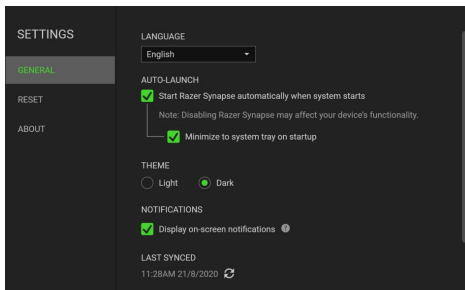 SETTINGS
GENERAL
RESET
ABOUT
LANGUAGE
English
AUTO-LAUNCH
Start Razer Synapse automatically when system starts
Note: Disabling Razer Synapse may affect your device's functionality.
Minimize to system tray on startup
THEME
Light
Dark
NOTIFICATIONS
Display on-screen notifications ?
LAST SYNCED
11:28AM 21/8/2020